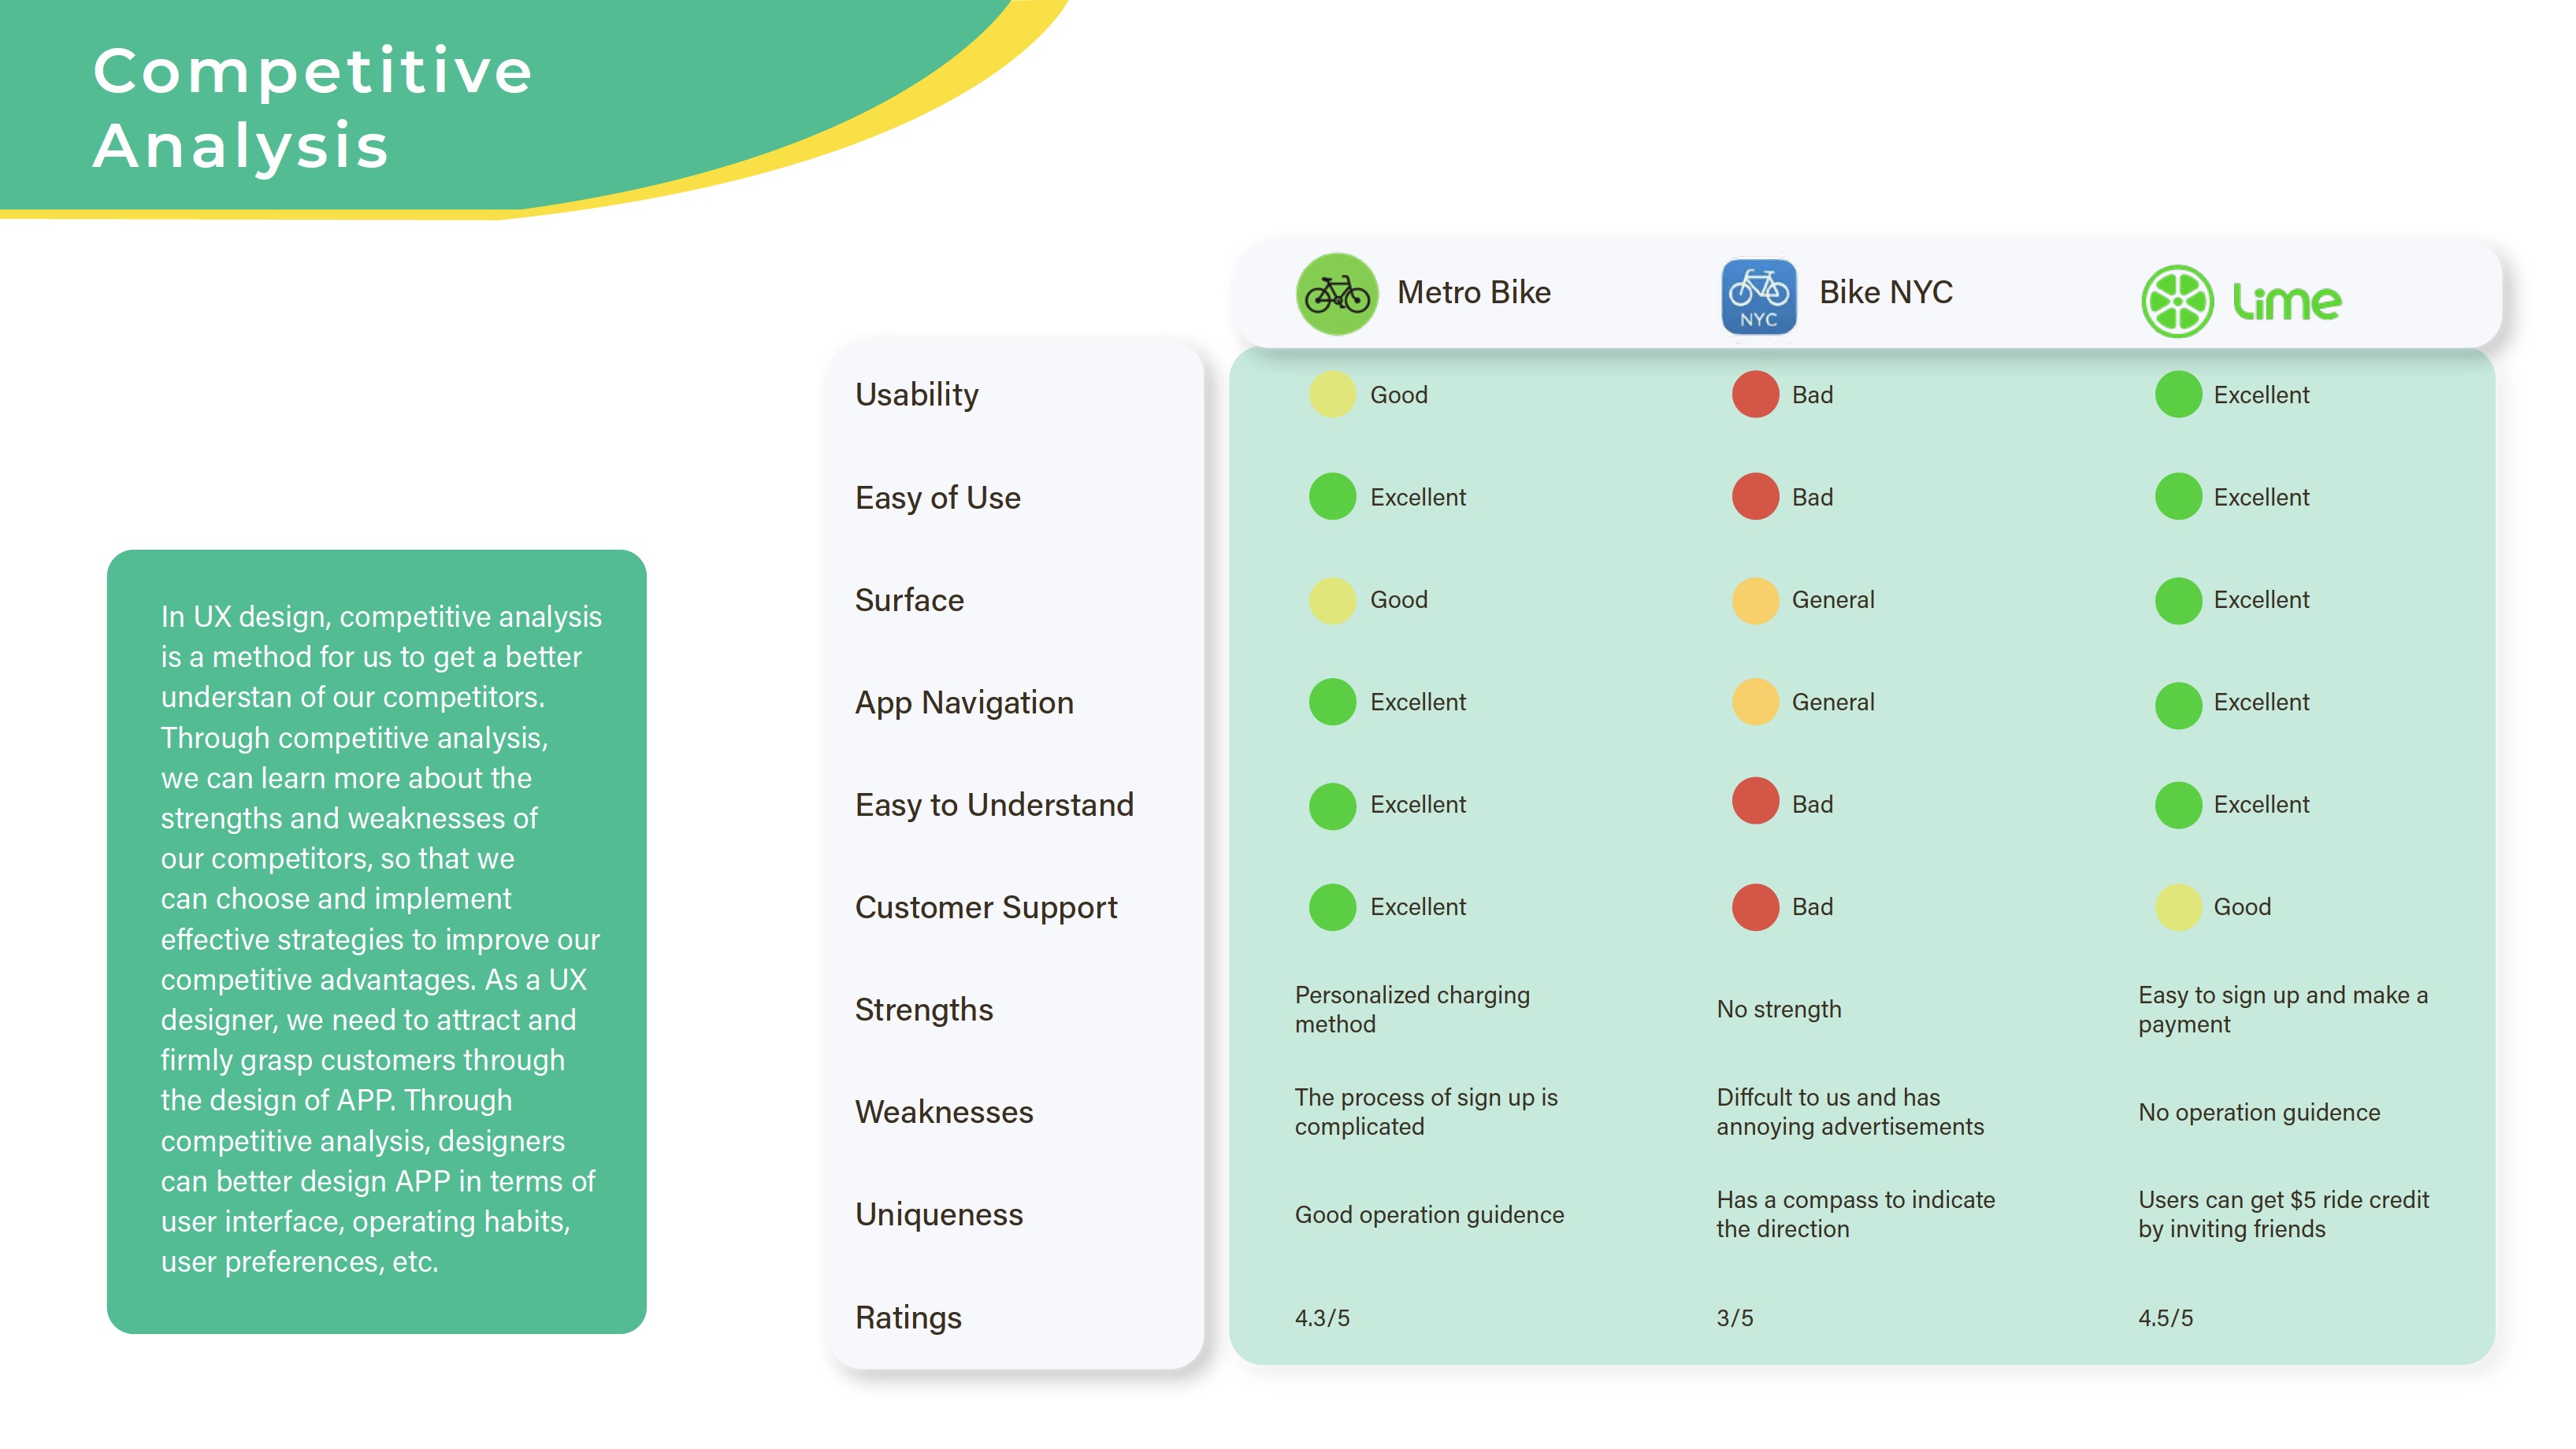 Competitive
Analysis
Metro Bike
NYC
Bike NYC
Lime
Usability
Good
Bad
Excellent
Easy of Use
Excellent
Bad
Excellent
Surface
Good
General
Excellent
App Navigation
Excellent
General
Excellent
Easy to Understand
Excellent
Bad
Excellent
Customer Support
Excellent
Bad
Good
Strengths
Personalized charging
method
No strength
Easy to sign up and make a
payment
Weaknesses
The process of sign up is
complicated
Diffcult to us and has
annoying advertisements
No operation guidence
Uniqueness
Good operation guidence
Has a compass to indicate
the direction
Users can get $5 ride credit
by inviting friends
Ratings
4.3/5
3/5
4.5/5
In UX design, competitive analysis
is a method for us to get a better
understan of our competitors.
Through competitive analysis,
we can learn more about the
strengths and weaknesses of
our competitors, so that we
can choose and implement
effective strategies to improve our
competitive advantages. As a UX
designer, we need to attract and
firmly grasp customers through
the design of APP. Through
competitive analysis, designers
can better design APP in terms of
user interface, operating habits,
user preferences, etc.